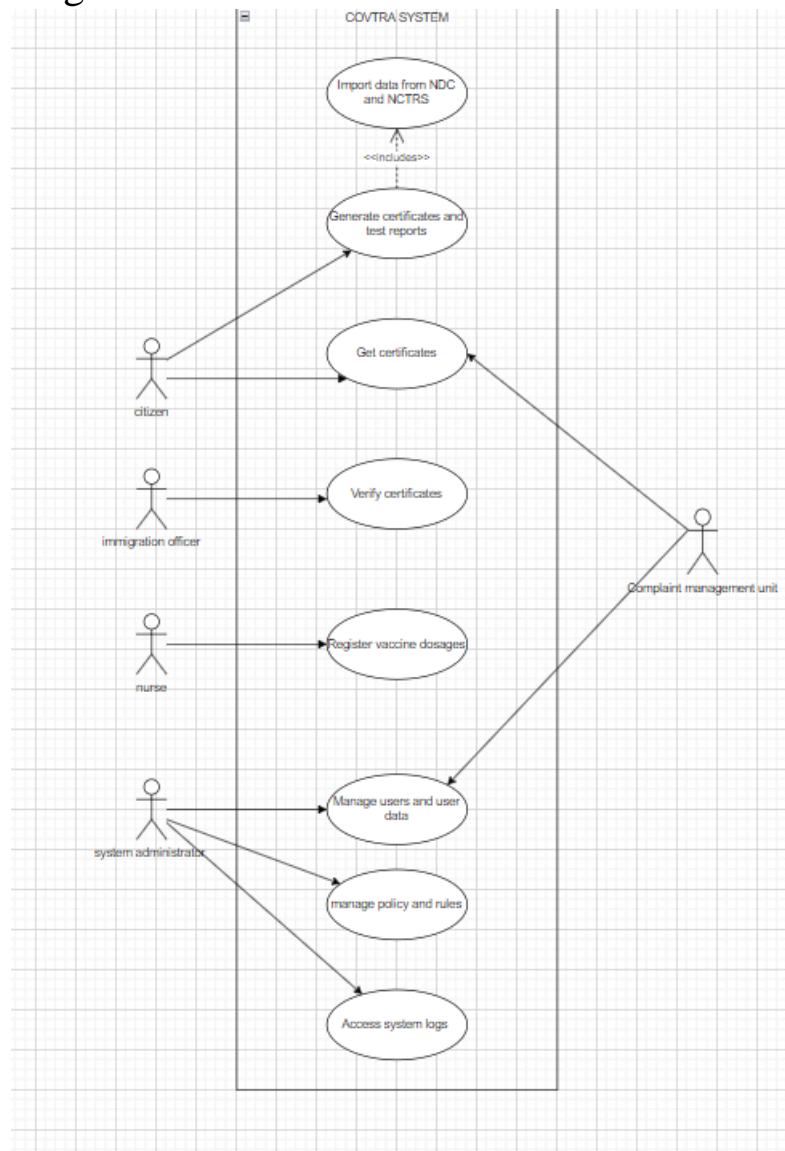 COVTRA SYSTEM
Import data from NDC
and NCTRS
<<includes>>
Generate certificates and
test reports
Get certificates
citizen
Verify certificates
immigration officer
Complaint management unit
Register vaccine dosages
nurse
Manage users and user
data
system administrator
manage policy and rules
Access system logs